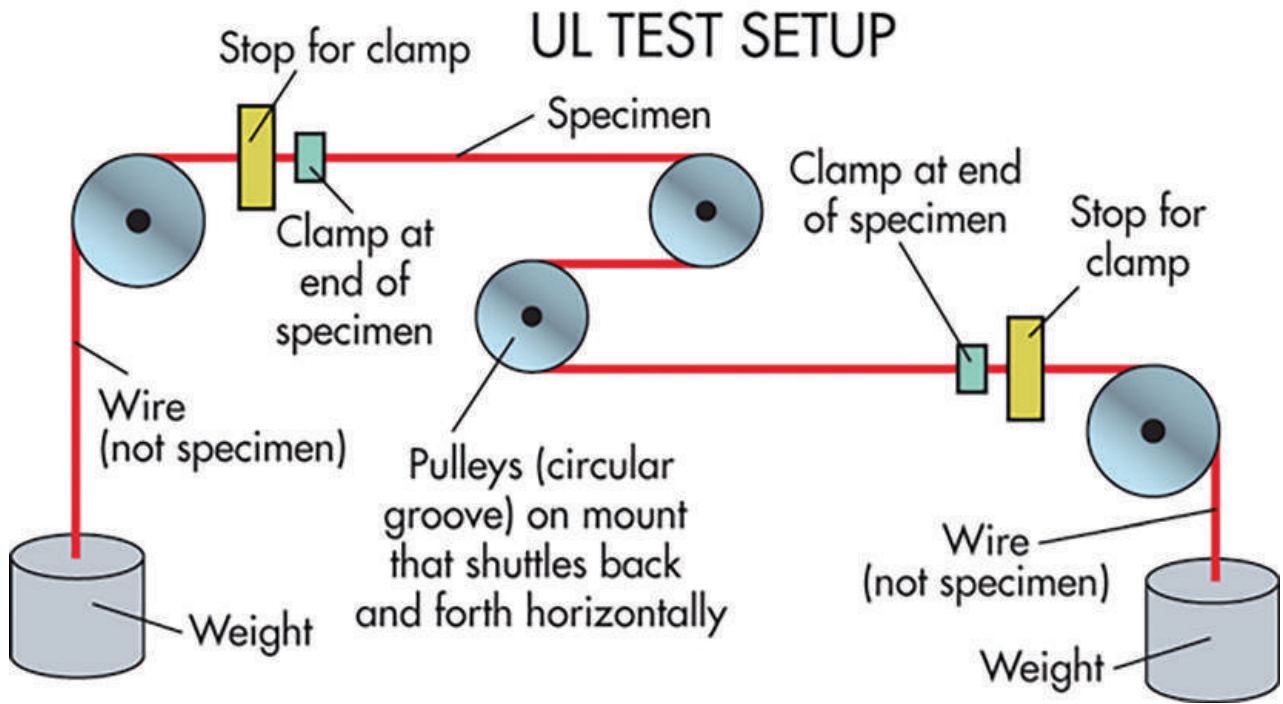 UL TEST SETUP
Stop for clamp
Specimen
Clamp at
end of
specimen
Clamp at end
of specimen
Stop for
clamp
Wire
(not specimen)
Pulleys (circular
groove) on mount
that shuttles back
and forth horizontally
Wire
(not specimen)
Weight
Weight